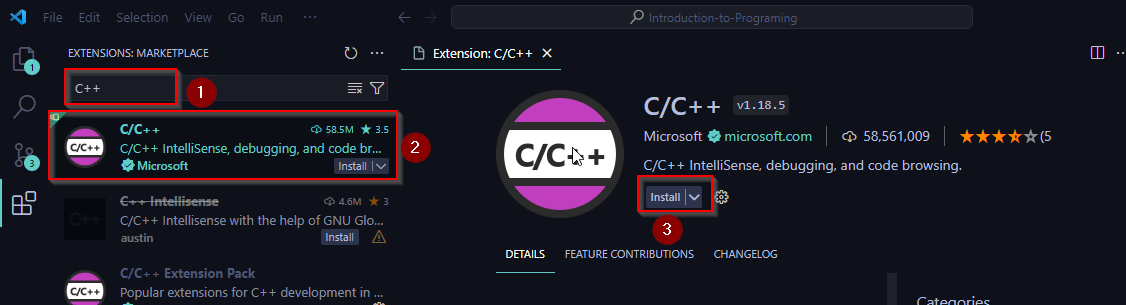 File Edit Selection View Go Run ···
Introduction-to-Programing
EXTENSIONS: MARKETPLACE
Extension: C/C++
1
C++
1
C/C++
58.5M ★ 3.5
C/C++ IntelliSense, debugging, and code br...
Microsoft
Install
2
C/C++
C++ Intellisense
4.6M ★ 3
C/C++ Intellisense with the help of GNU Glo...
austin
Install
C++
C/C++ Extension Pack
Popular extensions for C++ development in ...
C/C++
3
C/C++
C/C++ v1.18.5
Microsoft microsoft.com 58,561,009 (5
C/C++ IntelliSense, debugging, and code browsing.
Install
3
DETAILS FEATURE CONTRIBUTIONS CHANGELOG
Categories